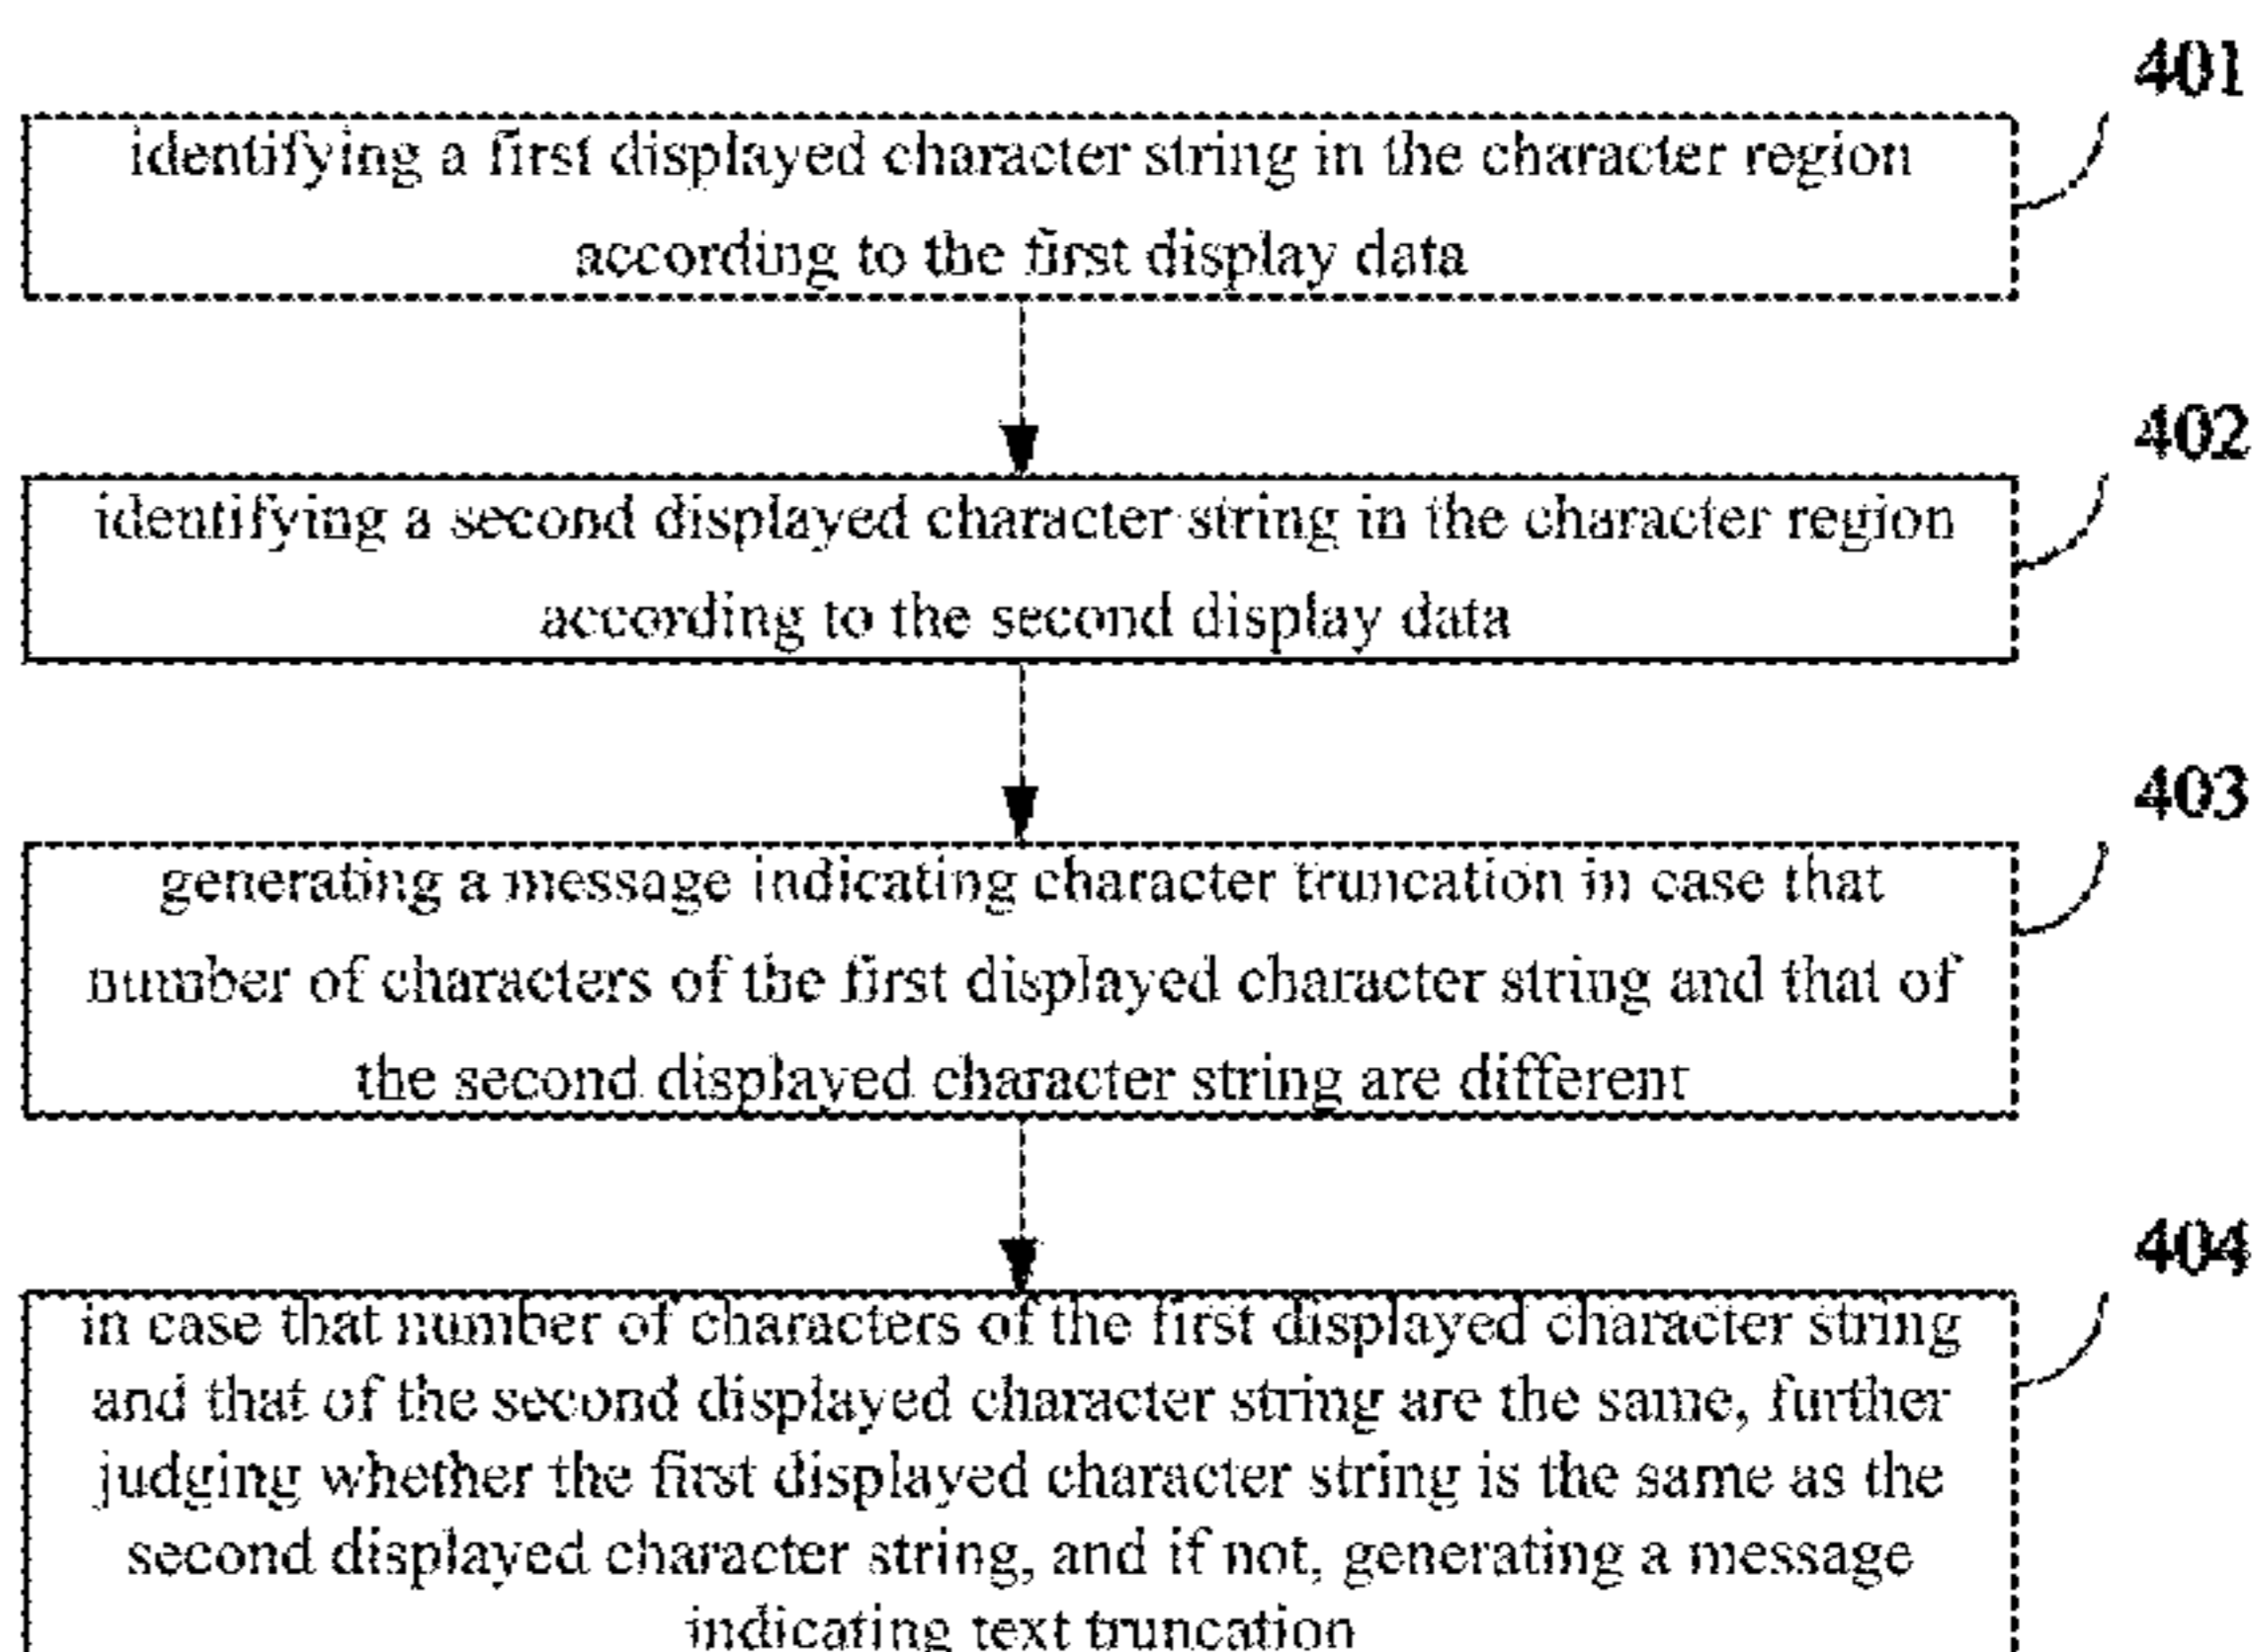 401
identifying a first displayed character string in the character region
according to the first display data
402
identifying a second displayed character string in the character region
according to the second display data
403
generating a message indicating character truncation in case that
number of characters of the first displayed character string and that of
the second displayed character string are different
404
in case that number of characters of the first displayed character string
and that of the second displayed character string are the same, further
judging whether the first displayed character string is the same as the
second displayed character string, and if not, generating a message
indicating text truncation